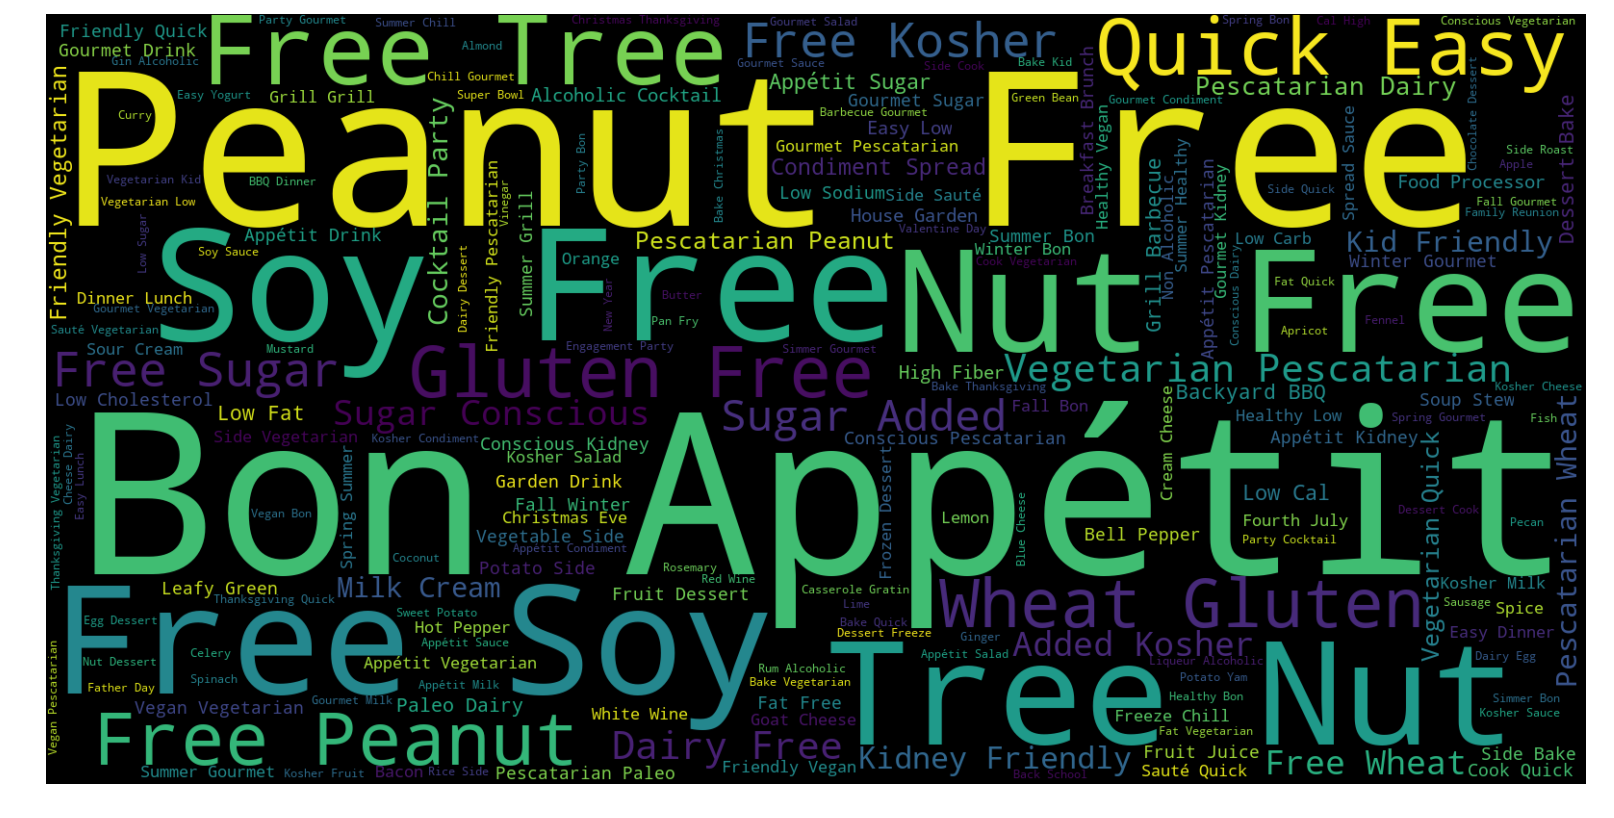 Party Gourmet
Summer Chill
Christmas Thanksgiving
Gourmet Salad
Spring Bon
Cal High
Conscious Vegetarian
Friendly Quick
Free Tree
Free Kosher
Quick Easy
Gourmet Drink
Almond
Gin Alcoholic
Gourmet Sauce
Side Cook
Bake Kid
Chill Gourmet
Appétit Sugar
Pescatarian Dairy
Easy Yogurt
Grill Grill
Super Bowl
Alcoholic Cocktail
Gourmet Sugar
Green Bean
Gourmet Condiment
Chocolate Dessert
Friendly Vegetarian
Peanut Free
Curry
Cocktail Party
Barbecue Gourmet
Easy Low
Breakfast Brunch
Healthy Vegan
Spread Sauce
Dessert Bake
Gourmet Pescatarian
Side Roast
Vegetarian Kid
BBQ Dinner
Party Bon
Bake Christmas
Condiment Spread
Apple
Vegetarian Low
Low Sodium
Side Sauté
Side Quick
Food Processor
Fall Gourmet
Low Sugar
Friendly Pescatarian
Vinegar
Summer Grill
House Garden
Valentine Day
Non Alcoholic
Grill Barbecue
Summer Healthy
Appétit Pescatarian
Gourmet Kidney
Family Reunion
Appétit Drink
Soy Free
Pescatarian Peanut
Summer Bon
Low Carb
Kid Friendly
Soy Sauce
Orange
Winter Bon
Nut Free
Cook Vegetarian
Conscious Dairy
Winter Gourmet
Dinner Lunch
Gourmet Vegetarian
Dairy Dessert
New Year
Butter
Fat Quick
Sauté Vegetarian
Pan Fry
Apricot
Fennel
Sour Cream
Mustard
Engagement Party
Simmer Gourmet
Free Sugar
Gluten Free
High Fiber
Vegetarian Pescatarian
Bake Thanksgiving
Kosher Cheese
Low Cholesterol
Low Fat
Sugar Conscious
Sugar Added
Fall Bon
Backyard BBQ
Soup Stew
Healthy Low
Spring Gourmet
Fish
Side Vegetarian
Kosher Condiment
Conscious Kidney
Conscious Pescatarian
Appétit Kidney
Pescatarian Wheat
Thanksgiving Vegetarian
Cheese Dairy
Easy Lunch
Bon Appétit
Kosher Salad
Cream Cheese
Vegetarian Quick
Spring Summer
Garden Drink
Frozen Dessert
Low Cal
Fall Winter
Blue Cheese
Dessert Cook
Vegan Bon
Christmas Eve
Lemon
Fourth July
Pecan
Vegetable Side
Bell Pepper
Party Cocktail
Appétit Condiment
Coconut
Potato Side
Rosemary
Red Wine
Leafy Green
Milk Cream
Fruit Dessert
Casserole Gratin
Wheat Gluten
Kosher Milk
Thanksgiving Quick
Lime
Sausage
Spice
Free Soy
Egg Dessert
Sweet Potato
Hot Pepper
Bake Quick
Dessert Freeze
Ginger
Added Kosher
Easy Dinner
Celery
Appétit Sauce
Tree Nut
Appétit Salad
Liqueur Alcoholic
Dairy Egg
Nut Dessert
Appétit Vegetarian
Rum Alcoholic
Spinach
Appétit Milk
Bake Vegetarian
Potato Yam
Father Day
Vegan Pescatarian
Vegan Vegetarian
Gourmet Milk
Paleo Dairy
Fat Free
Healthy Bon
Simmer Bon
White Wine
Goat Cheese
Freeze Chill
Kosher Sauce
Free Peanut
Dairy Free
Fat Vegetarian
Kidney Friendly
Fruit Juice
Free Wheat
Side Bake
Summer Gourmet
Kosher Fruit
Bacon
Rice Side
Pescatarian Paleo
Friendly Vegan
Back School
Sauté Quick
Cook Quick